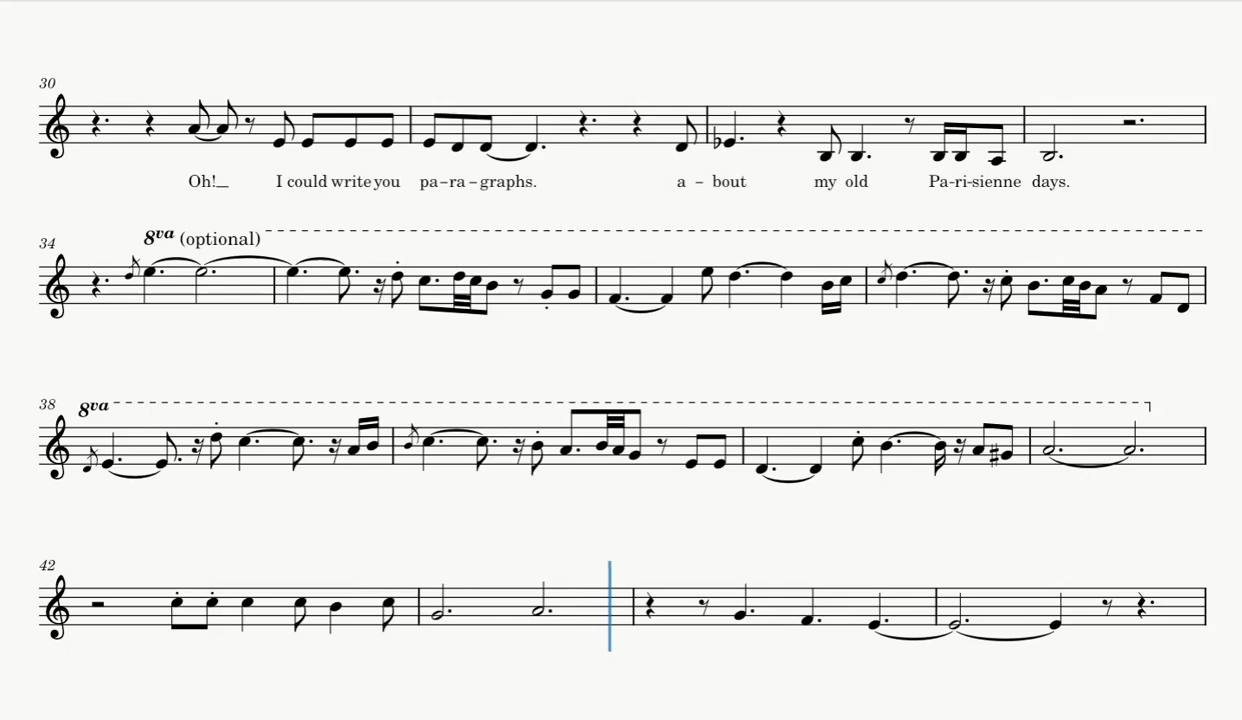 30
Oh!_ I could write you pa–ra–graphs. a – bout my old Pa-ri-sienne days.
34
8va (optional)
38
8va
42